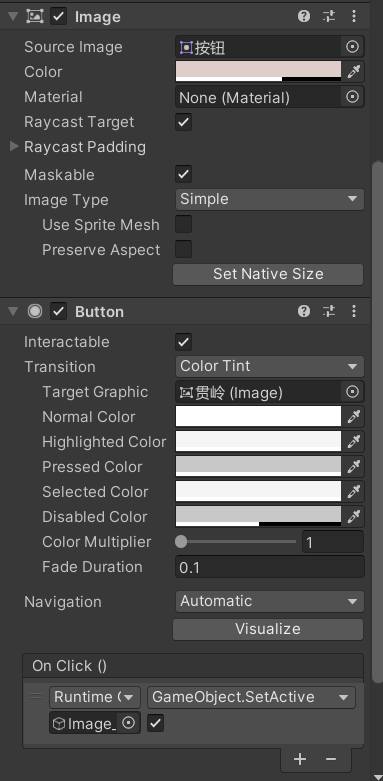 Image
Source Image 按钮
Color
Material None (Material)
Raycast Target
Raycast Padding
Maskable
Image Type Simple
Use Sprite Mesh
Preserve Aspect
Set Native Size
Button
Interactable
Transition Color Tint
Target Graphic 贯岭 (Image)
Normal Color
Highlighted Color
Pressed Color
Selected Color
Disabled Color
Color Multiplier 1
Fade Duration 0.1
Navigation Automatic
Visualize
On Click ()
Runtime GameObject.SetActive
Image_